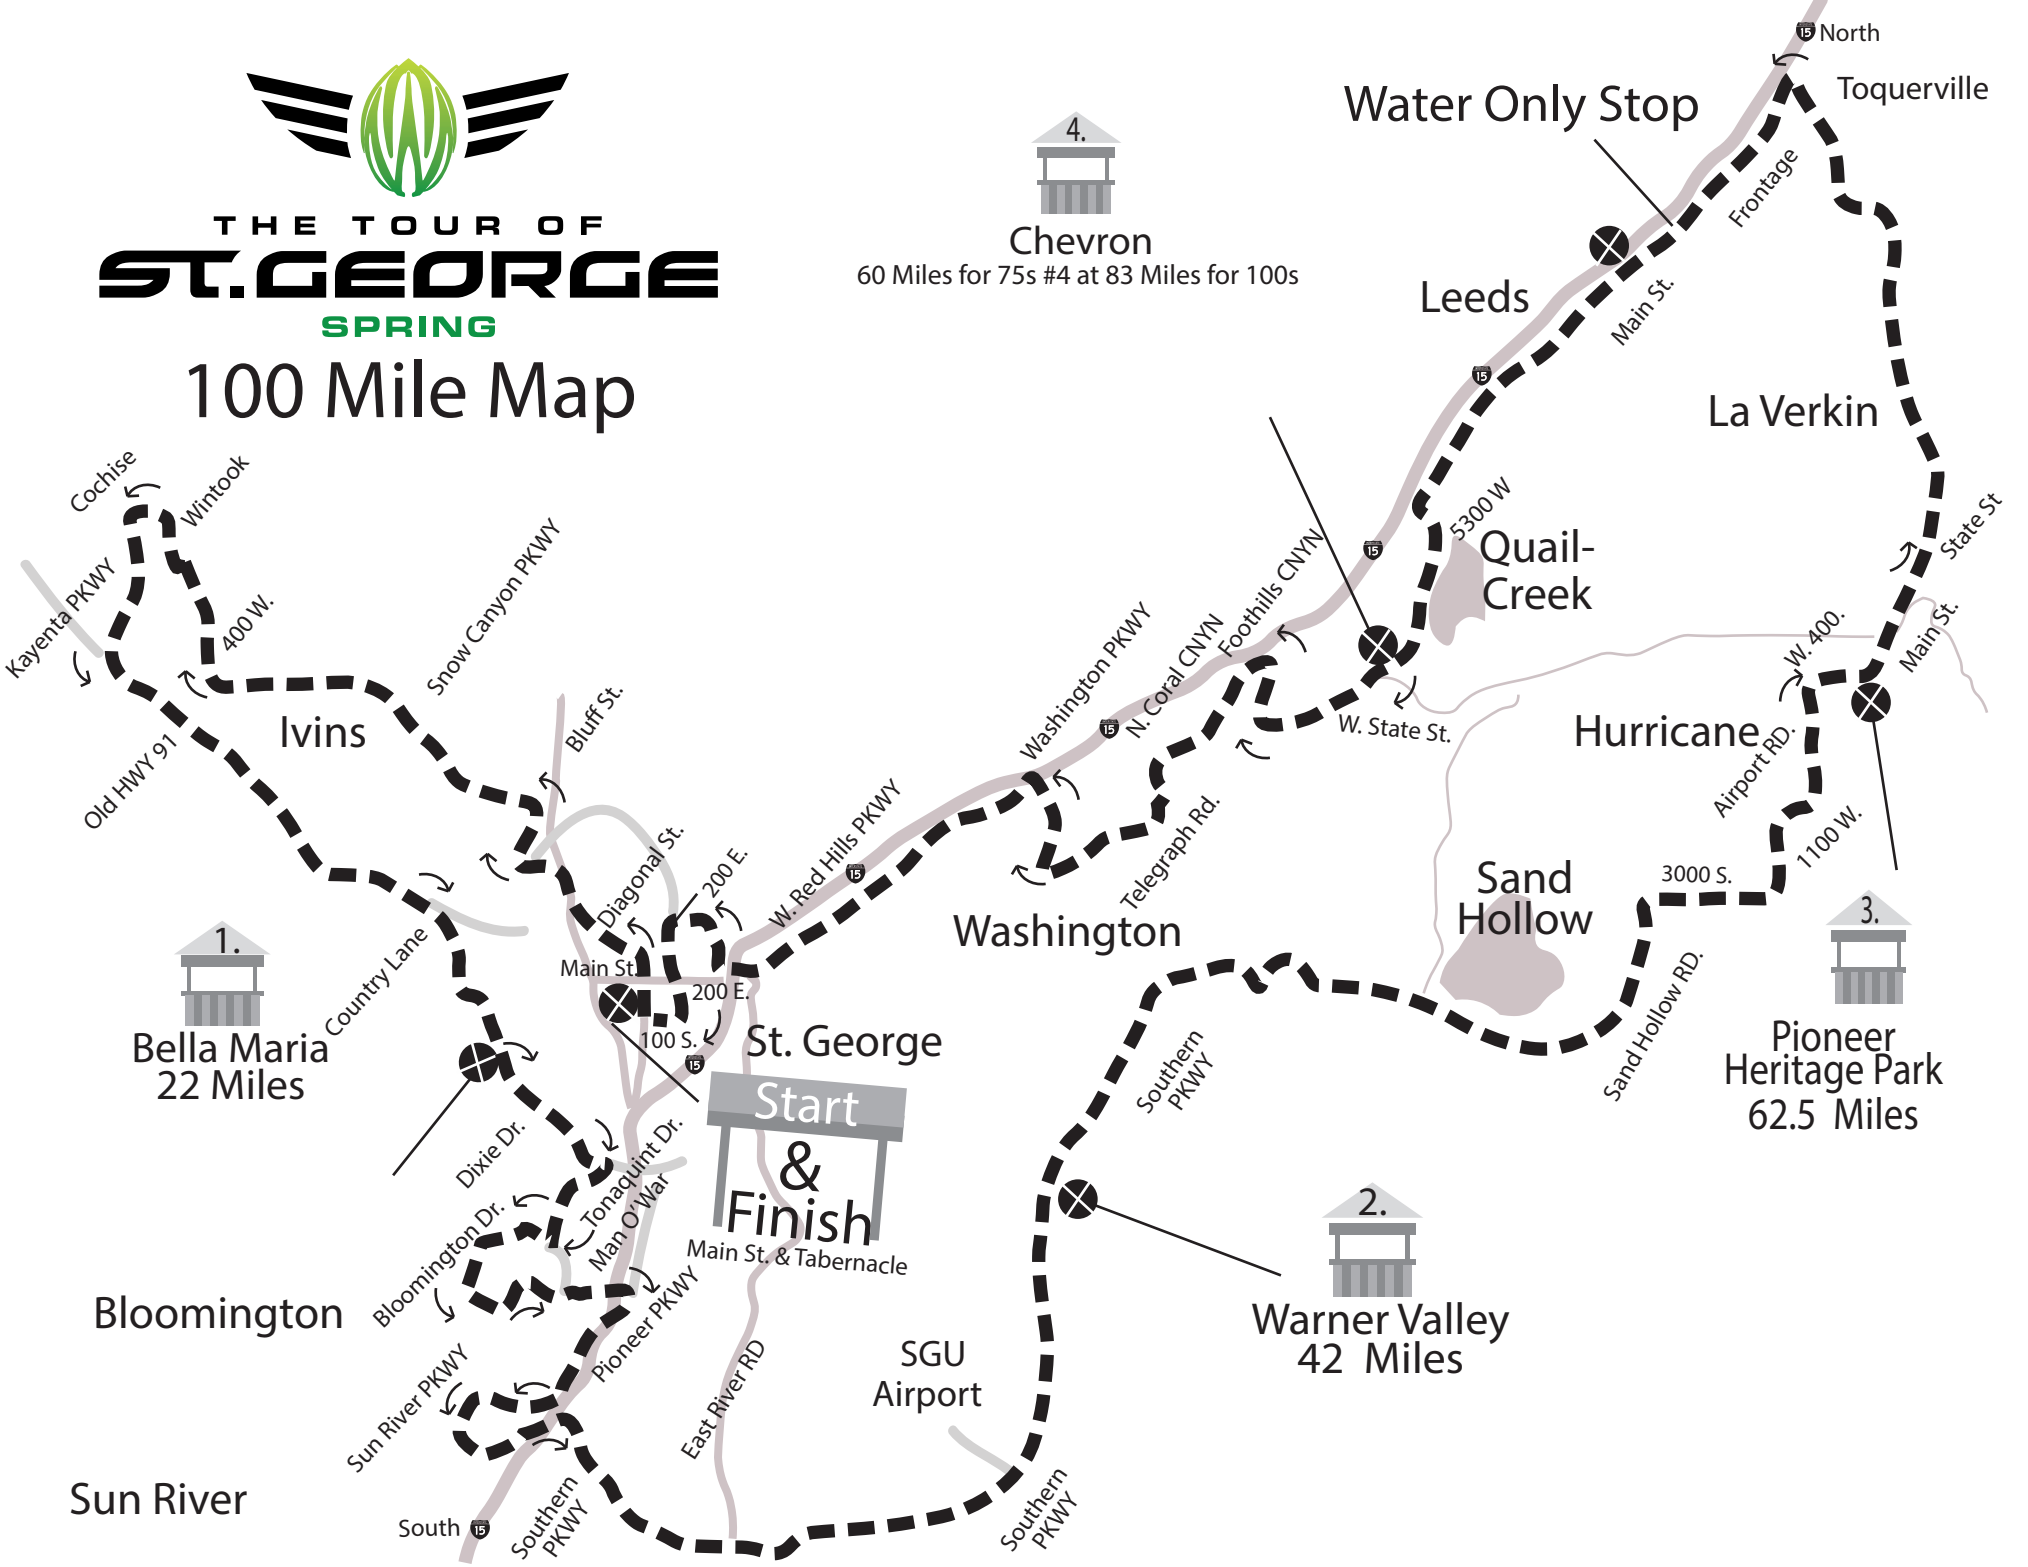 THE TOUR OF
ST.GEORGE
SPRING
100 Mile Map
4.
Chevron
60 Miles for 75s #4 at 83 Miles for 100s
Water Only Stop
15 North
Toquerville
Frontage
Main St.
Leeds
15
La Verkin
Cochise
Wintook
Kayenta PKWY
400 W.
Snow Canyon PKWY
Bluff St.
Ivins
Old HWY 91
5300 W
Quail-
Creek
15
Foothills CNYN
N. Coral CNYN
Washington PKWY
15
W. State St.
State St
Main St.
W. 400.
Hurricane
Airport RD.
1100 W.
3000 S.
Sand
Hollow
Sand Hollow RD.
Telegraph Rd.
Washington
W. Red Hills PKWY
15
Diagonal St.
200 E.
Main St.
200 E.
100 S.
15
St. George
Start
&
Finish
Main St. & Tabernacle
Country Lane
1.
Bella Maria
22 Miles
3.
Pioneer
Heritage Park
62.5 Miles
Southern
PKWY
2.
Warner Valley
42 Miles
Dixie Dr.
Tonaquint Dr.
Man O'War
Bloomington Dr.
Bloomington
Pioneer PKWY
Sun River PKWY
East River RD
SGU
Airport
Sun River
South 15
Southern
PKWY
Southern
PKWY